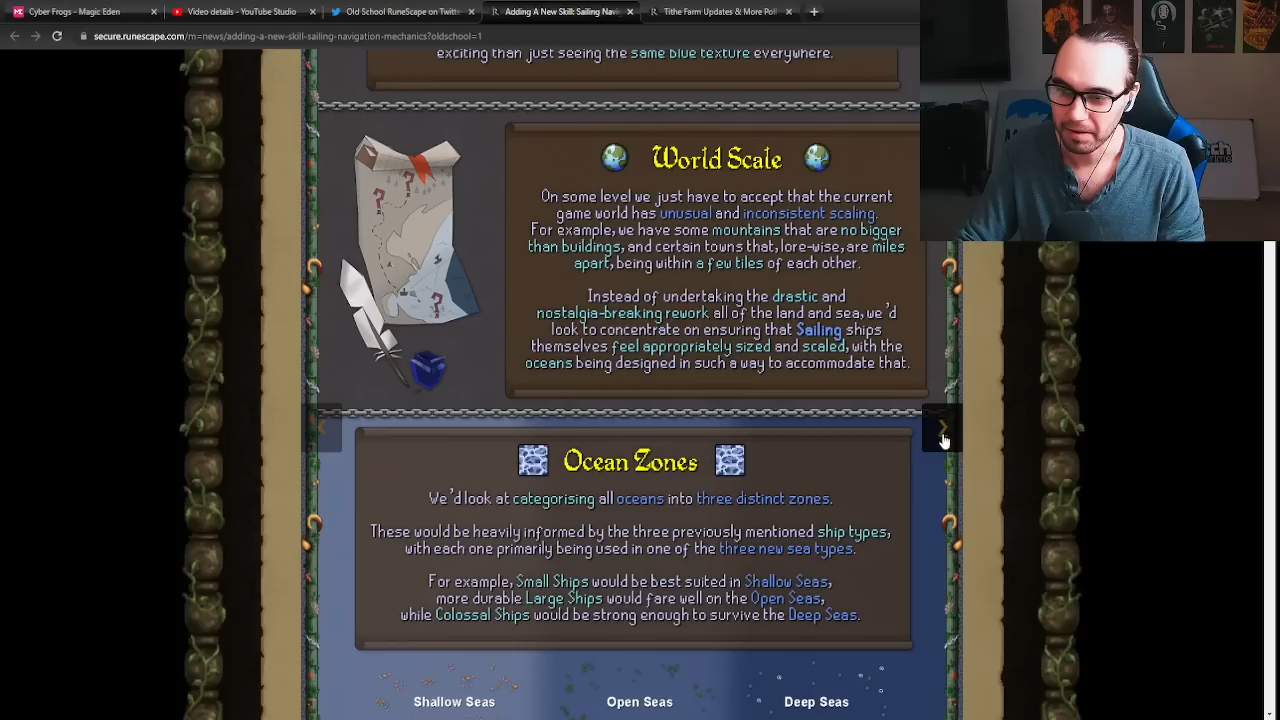 Cyber Frogs - Magic Eden
Video details - YouTube Studio
Old School RuneScape on Twit
Adding A New Skill: Sailing Navi
Tithe Farm Updates & More Poll
secure.runescape.com/m=news/adding-a-new-skill-sailing-navigation-mechanics?oldschool=1
exciting than just seeing the same blue texture everywhere.
World Scale
On some level we just have to accept that the current
game world has unusual and inconsistent scaling.
For example, we have some mountains that are no bigger
than buildings, and certain towns that, lore-wise, are miles
apart, being within a few tiles of each other.
Instead of undertaking the drastic and
nostalgia-breaking rework all of the land and sea, we'd
look to concentrate on ensuring that Sailing ships
themselves feel appropriately sized and scaled, with the
oceans being designed in such a way to accommodate that.
Ocean Zones
We'd look at categorising all oceans into three distinct zones.
These would be heavily informed by the three previously mentioned ship types,
with each one primarily being used in one of the three new sea types.
For example, Small Ships would be best suited in Shallow Seas,
more durable Large Ships would fare well on the Open Seas,
while Colossal Ships would be strong enough to survive the Deep Seas.
Shallow Seas
Open Seas
Deep Seas